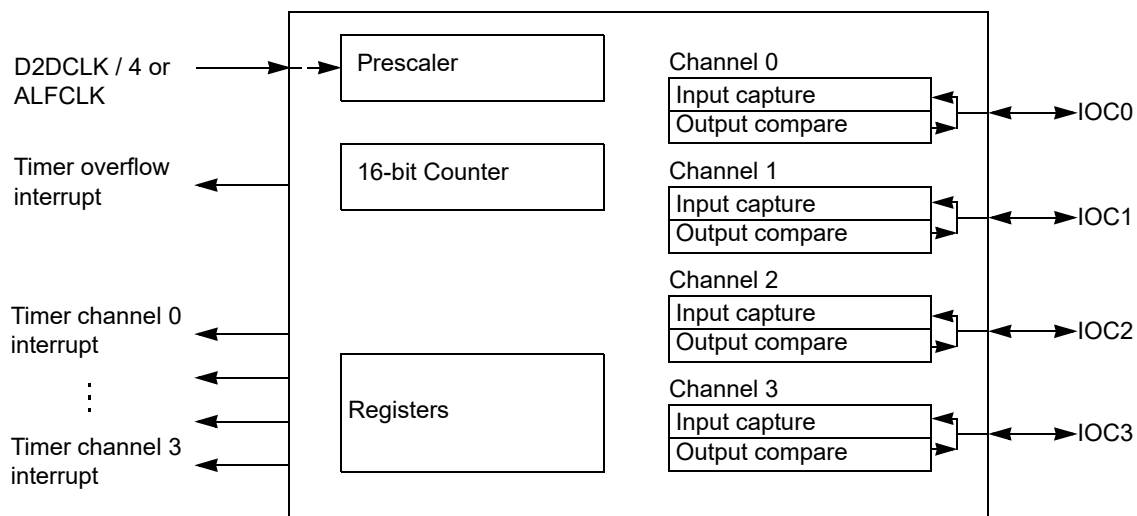 D2DCLK / 4 or
ALFCLK
Prescaler
Timer overflow
interrupt
16-bit Counter
Timer channel 0
interrupt
Timer channel 3
interrupt
Registers
Channel 0
Input capture
Output compare
IOC0
Channel 1
Input capture
Output compare
IOC1
Channel 2
Input capture
Output compare
IOC2
Channel 3
Input capture
Output compare
IOC3